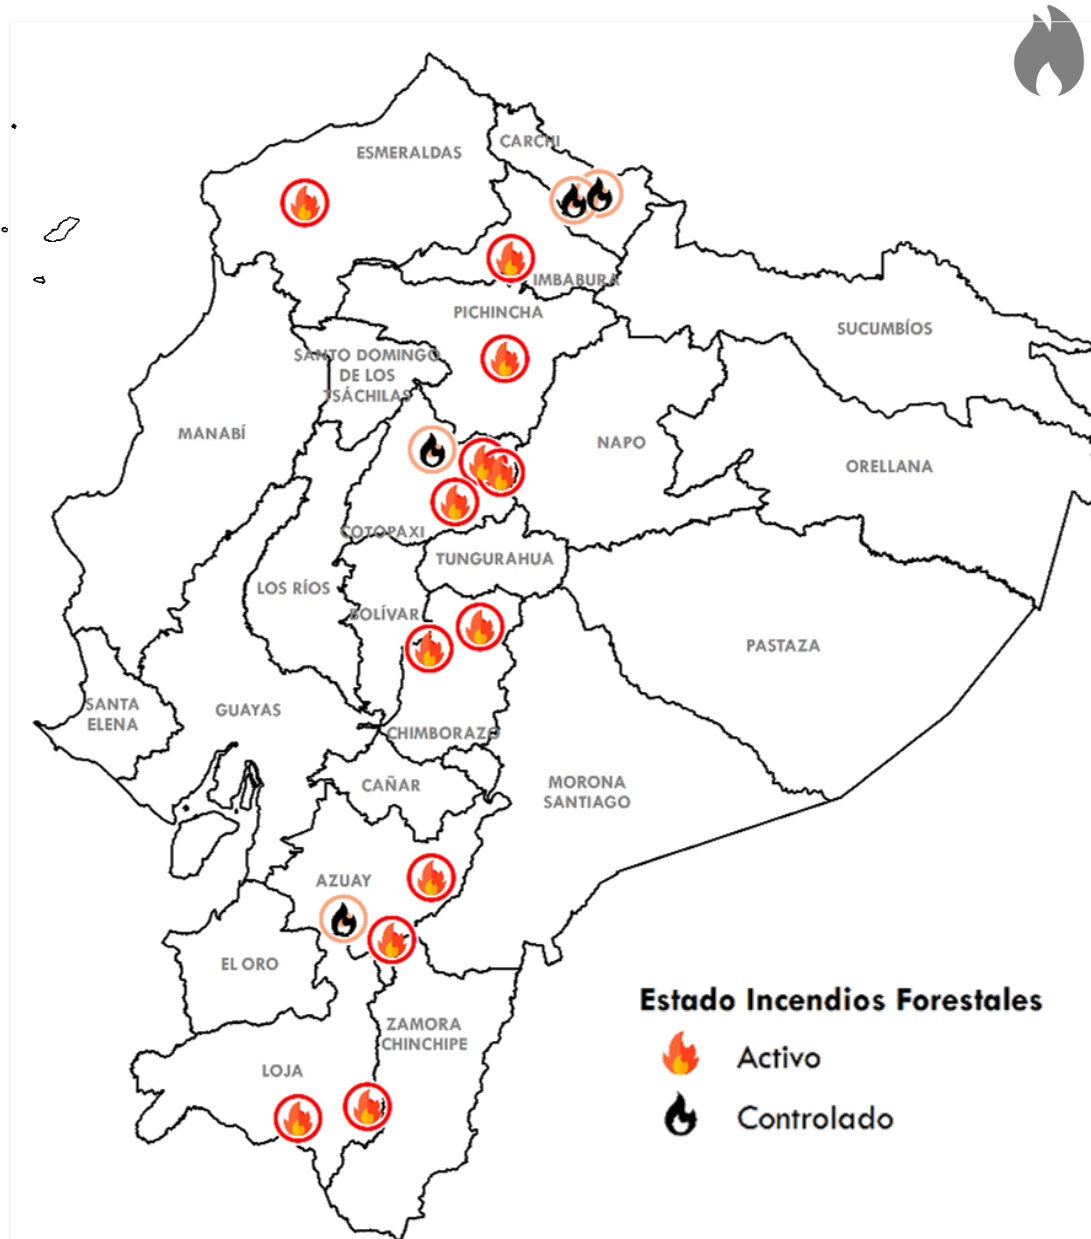 CARCHI
ESMERALDAS
IMBABURA
PICHINCHA
SUCUMBÍOS
SANTO DOMINGO
DE LOS
TSÁCHILAS
MANABÍ
NAPO
ORELLANA
COTOPAXI
TUNGURAHUA
LOS RÍOS
BOLÍVAR
PASTAZA
SANTA
ELENA
GUAYAS
CHIMBORAZO
CAÑAR
MORONA
SANTIAGO
AZUAY
EL ORO
ZAMORA
CHINCHIPE
LOJA
Estado Incendios Forestales
Activo
Controlado